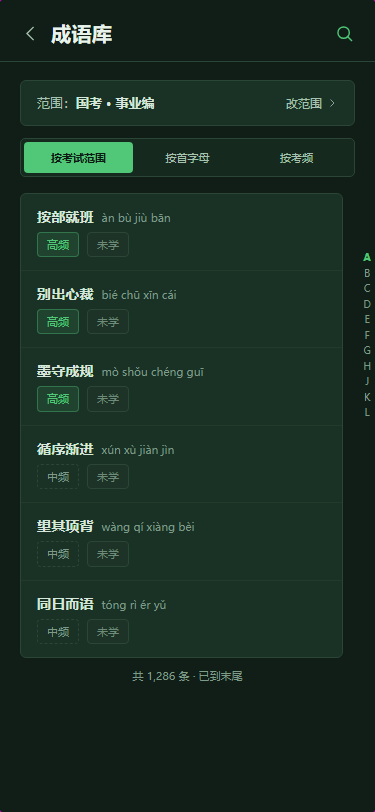 成语库
范围：国考 • 事业编 改范围
按考试范围 按首字母 按考频
按部就班 àn bù jiù bān
高频 未学
别出心裁 bié chū xīn cái
高频 未学
墨守成规 mò shǒu chéng guī
高频 未学
循序渐进 xún xù jiàn jìn
中频 未学
望其项背 wàng qí xiàng bèi
中频 未学
同日而语 tóng rì ér yǔ
中频 未学
共 1,286 条 · 已到末尾
A
B
C
D
E
F
G
H
J
K
L